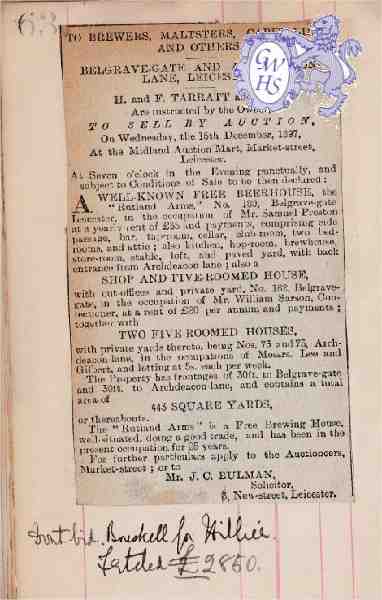 TO BREWERS, MALTSTERS,
AND OTHERS
BELGRAVE-GATE AND
LANE,
H. and F. TARRATT
Are instructed by the
TO SELL BY AUCTION,
On Wednesday, the 15th December, 1897,
At the Midland Auction Mart, Market-street,
Leicester.
At Seven o'clock in the Evening punctually, and
subject to Conditions of Sale to be then declared:
A WELL-KNOWN FREE BEERHOUSE, the
"Rutland Arms," No. Belgrave-gate
Leicester, in the occupation of Mr. Samuel Preston
at a year's rent of and payments, comprising side
passage, bar, tap-room, cellar, club-room, two bed-
rooms, and attic; also kitchen, hop-room, brewhouse,
store-room, stable, loft, and paved yard, with back
entrance from Archdeacon lane; also a
SHOP AND FIVE-ROOMED HOUSE,
with out-offices and private yard, No. Belgrave-
gate, in the occupation of Mr. William Sarson, Con-
fectioner, at a rent of £20 per annum and payments;
together with
TWO FIVE ROOMED HOUSES,
with private yards thereto, being Nos. 73 and 75, Arch-
deacon-lane, in the occupations of Messrs. Lee and
Gilbert, and letting at 5s. each per week.
The Property has frontages of 30ft. to Belgrave-gate
and 30ft. to Archdeacon-lane, and contains a total
area of
445 SQUARE YARDS,
or thereabouts.
The "Rutland Arms" is a Free Brewing House,
well-situated, doing a good trade, and has been in the
present occupation for 25 years.
For further particulars apply to the Auctioneers,
Market-street; or to
Mr. J. C. BULMAN,
Solicitor,
New-street, Leicester.
bid. for
Fetched £2850.
GWHS